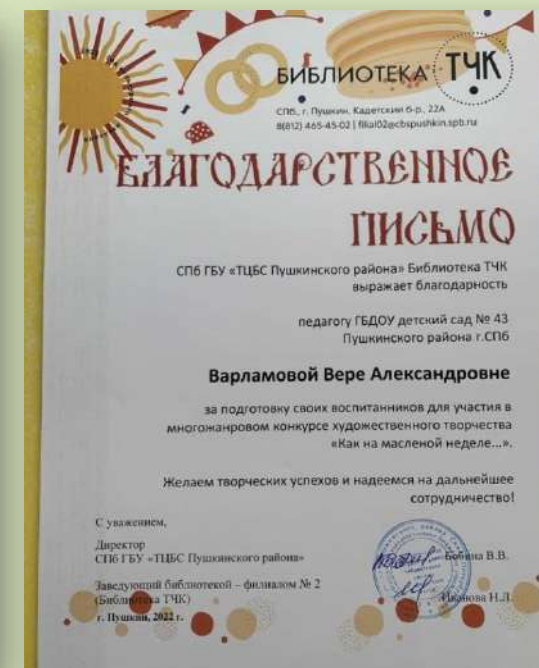 БИБЛИОТЕКА ТЧК
СПб., г. Пушкин, Кадетский б-р., 22А
8(812) 465-45-02 | filial02@cbspushkin.spb.ru
БЛАГОДАРСТВЕННОЕ
ПИСЬМО
СПб ГБУ «ТЦБС Пушкинского района» Библиотека ТЧК
выражает благодарность
педагогу ГБДОУ детский сад № 43
Пушкинского района г.СПб
Варламовой Вере Александровне
за подготовку своих воспитанников для участия в
многожанровом конкурсе художественного творчества
«Как на масленой неделе...».
Желаем творческих успехов и надеемся на дальнейшее
сотрудничество!
С уважением,
Директор
СПб ГБУ «ТЦБС Пушкинского района»
Бобина В.В.
Заведующий библиотекой – филиалом № 2
(Библиотека ТЧК)
Иванова Н.Л.
г. Пушкин, 2022 г.